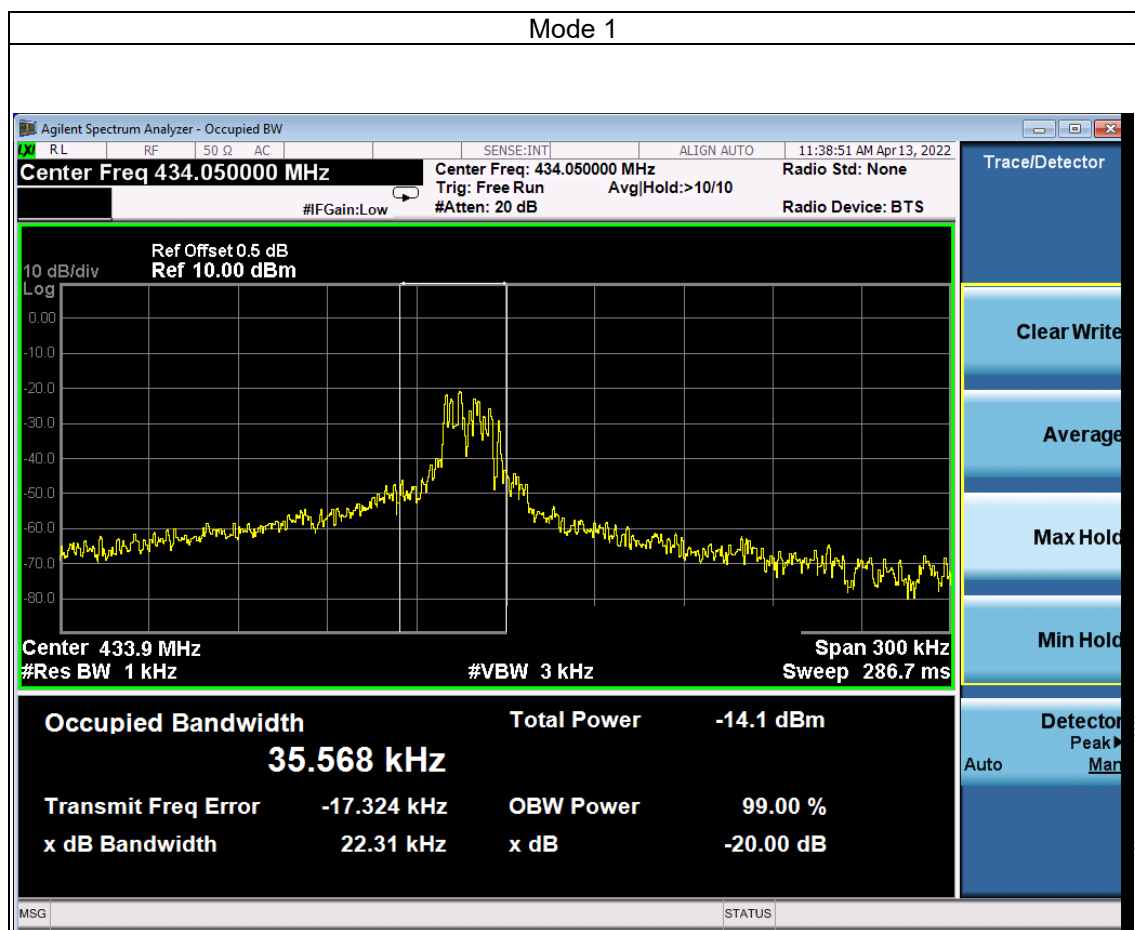 Mode 1
Agilent Spectrum Analyzer - Occupied BW
LXI RL RF 50 Ω AC SENSE:INT ALIGN AUTO 11:38:51 AM Apr 13, 2022
Center Freq 434.050000 MHz
Center Freq: 434.050000 MHz
Radio Std: None
Trig: Free Run Avg|Hold:>10/10
#IFGain:Low
#Atten: 20 dB
Radio Device: BTS
Trace/Detector
Ref Offset 0.5 dB
10 dB/div Ref 10.00 dBm
Log
0.00
-10.0
-20.0
-30.0
-40.0
-50.0
-60.0
-70.0
-80.0
Center 433.9 MHz Span 300 kHz
#Res BW 1 kHz #VBW 3 kHz Sweep 286.7 ms
Clear Write
Average
Max Hold
Min Hold
Detector
Peak
Auto Man
Occupied Bandwidth Total Power -14.1 dBm
35.568 kHz
Transmit Freq Error -17.324 kHz OBW Power 99.00 %
x dB Bandwidth 22.31 kHz x dB -20.00 dB
MSG STATUS